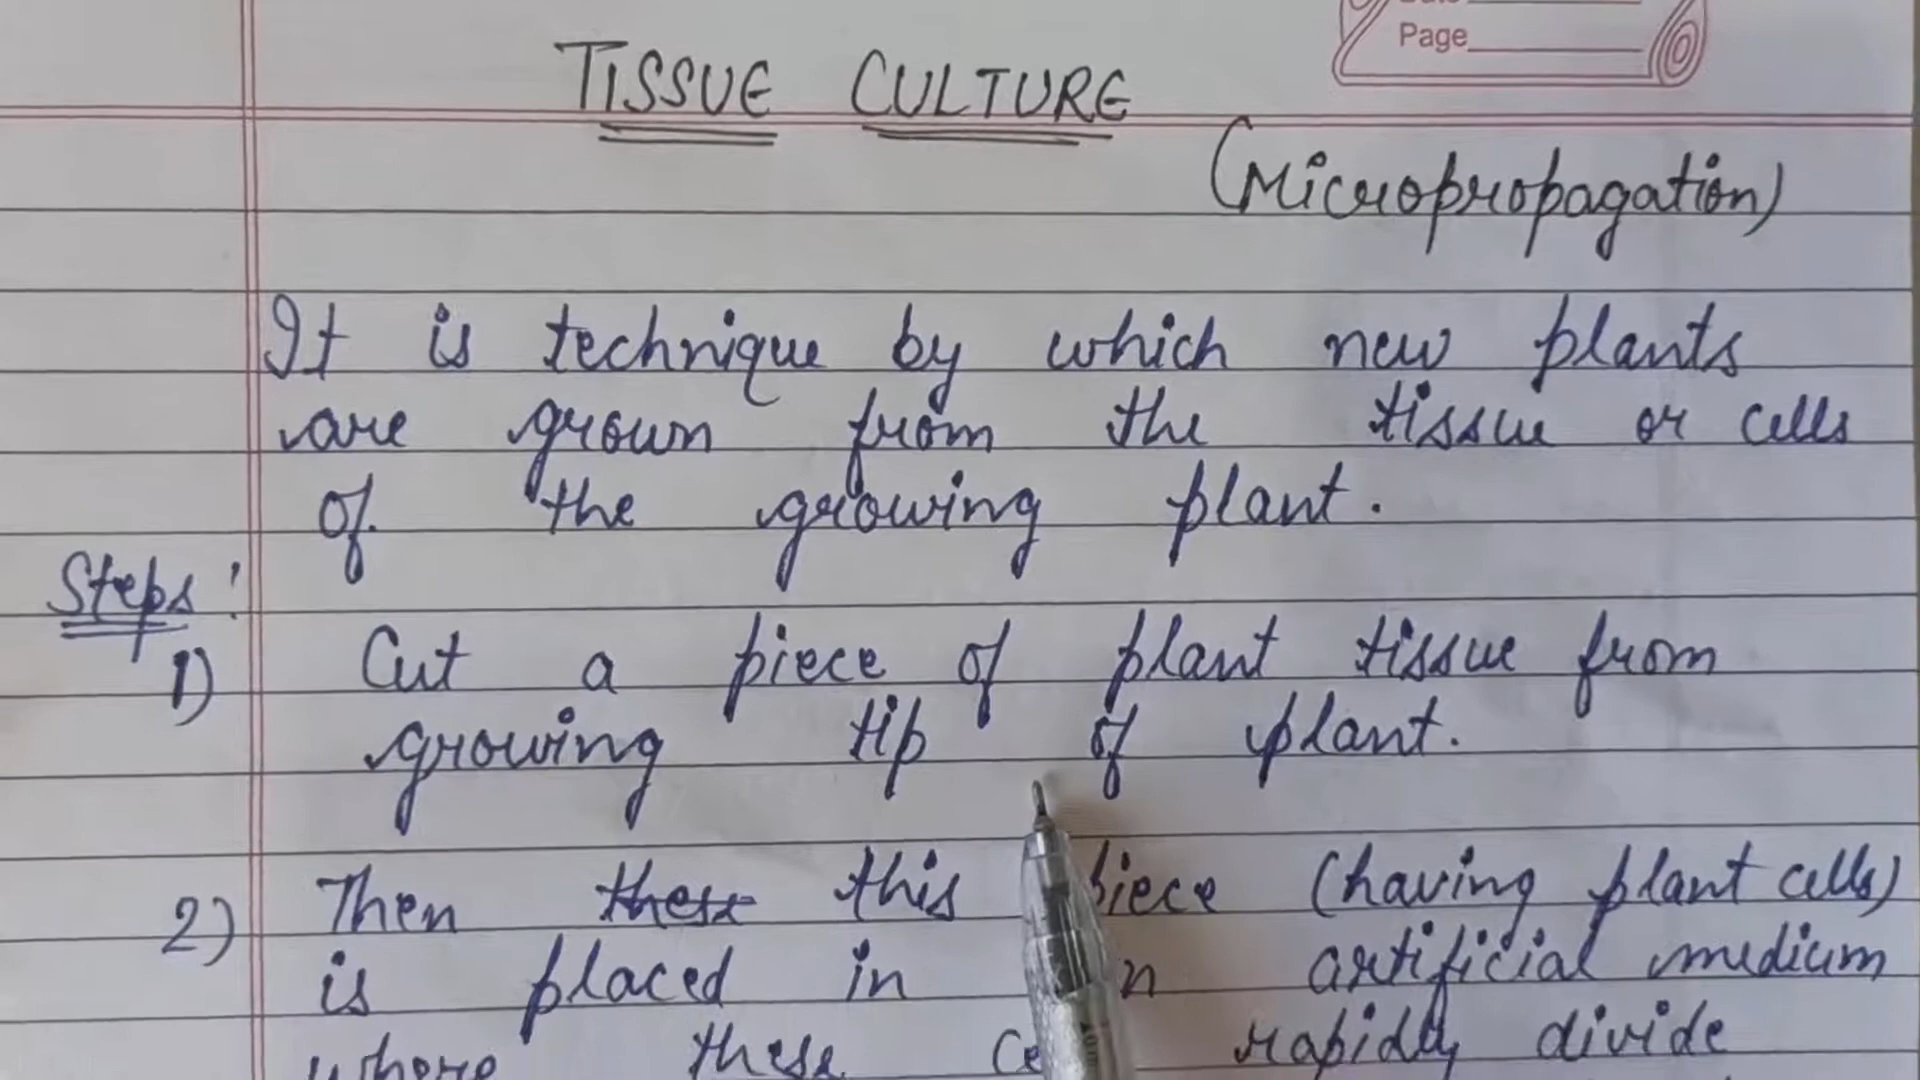 Page
TISSUE CULTURE
(Micropropagation)
It is technique by which new plants
are grown from the tissue or cells
of the growing plant.
Steps:
1) Cut a piece of plant tissue from
growing tip of plant.
2) Then these this piece (having plant cells)
is placed in artificial medium
where these rapidly divide